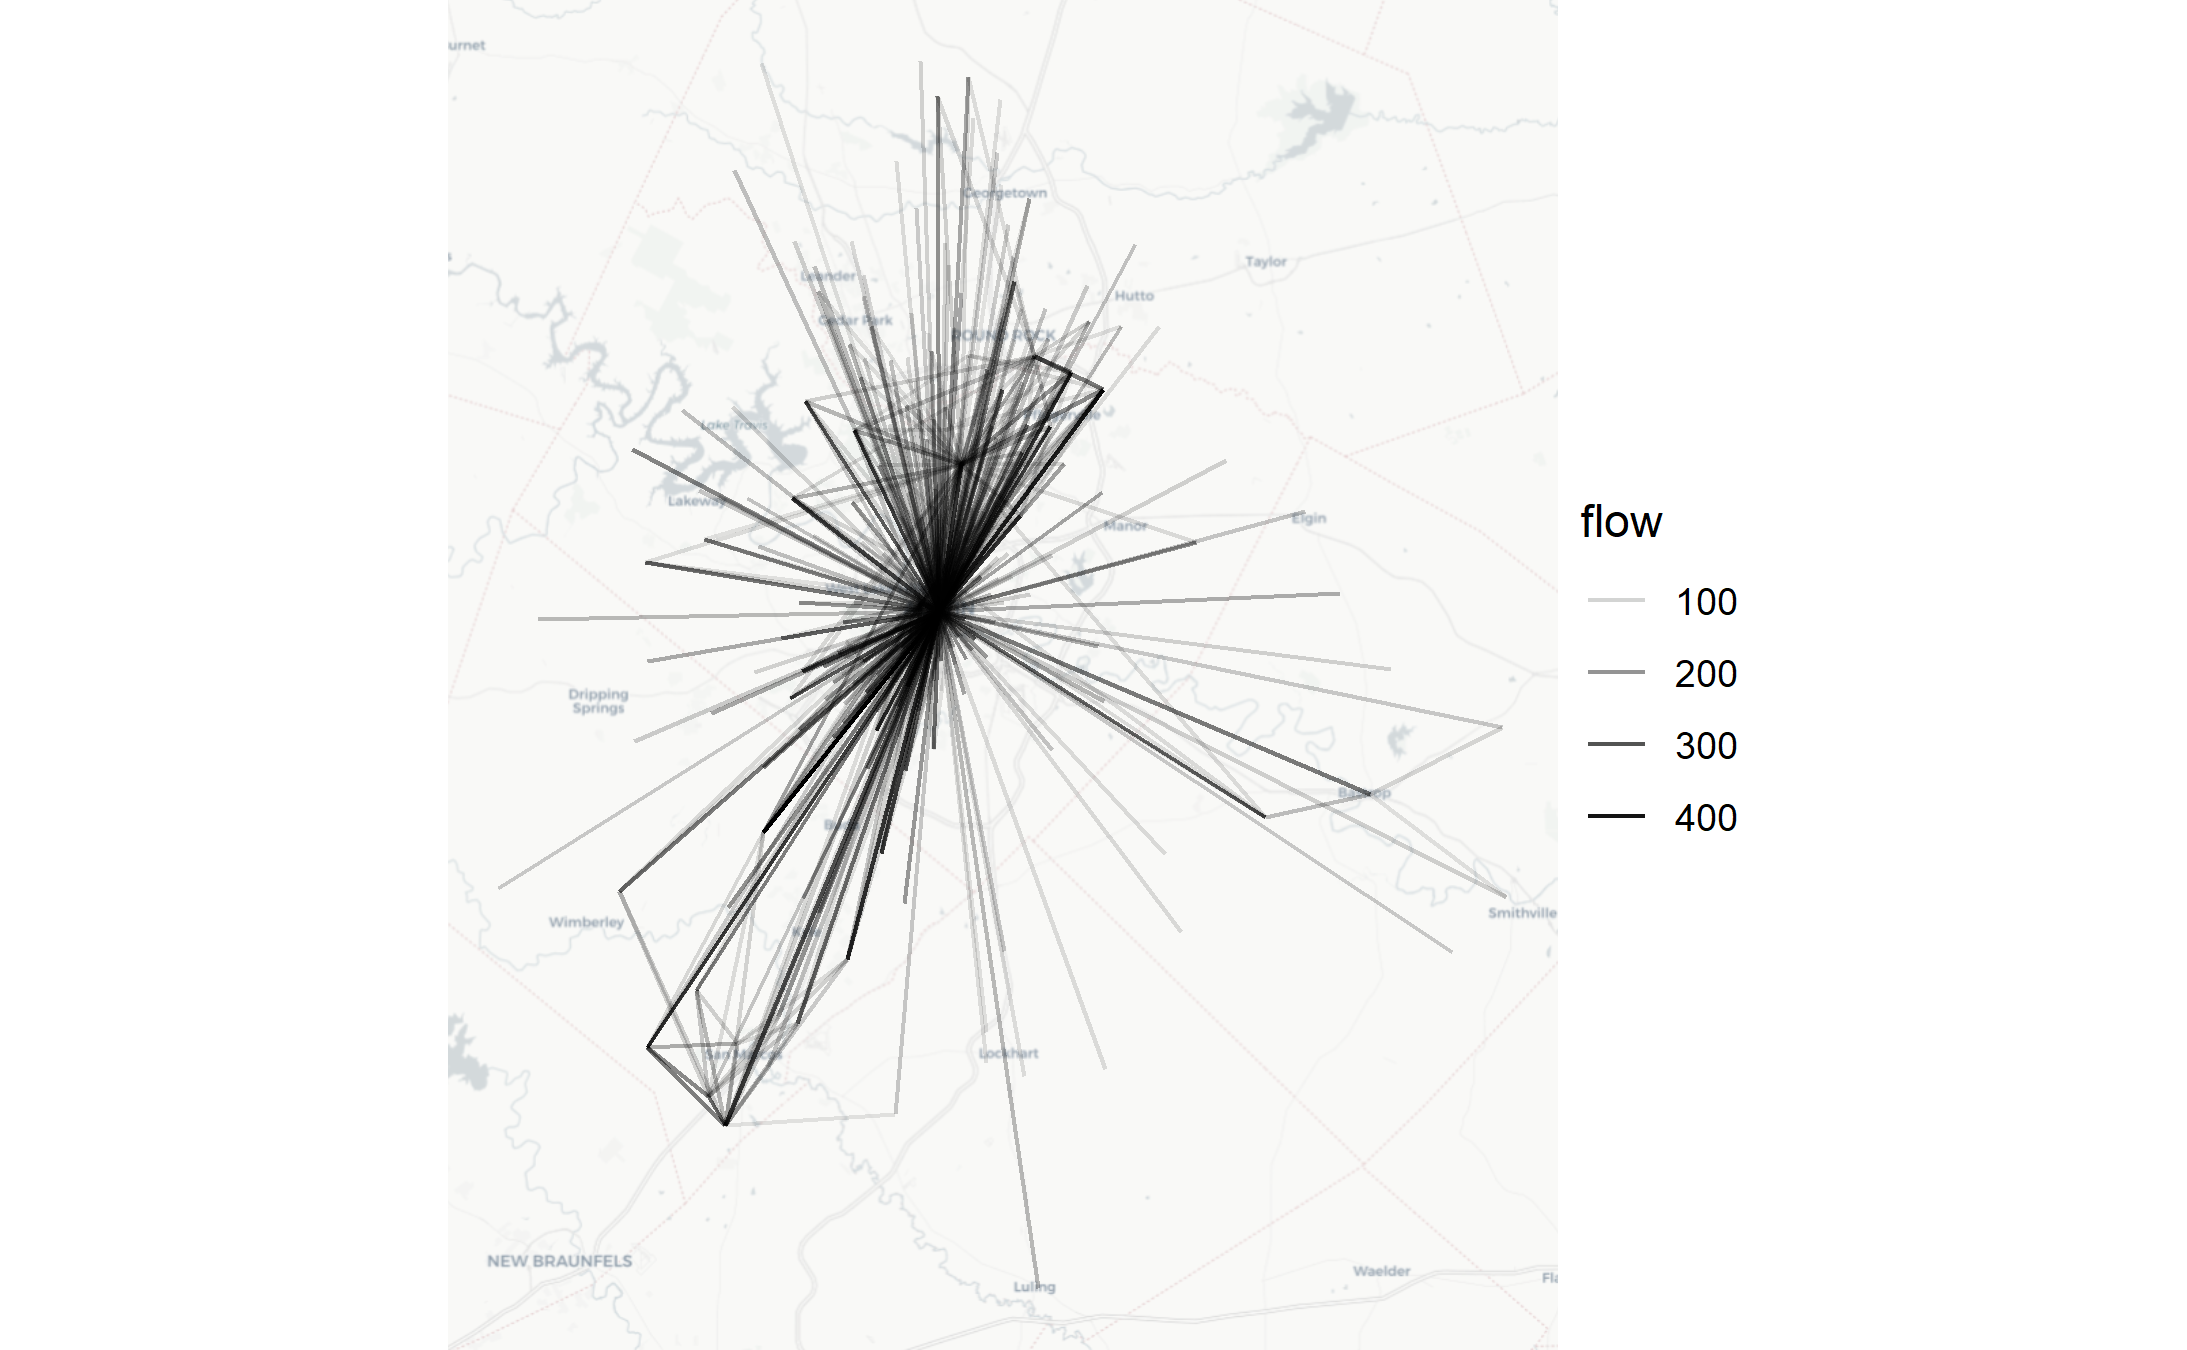 urnet
Georgetown
Taylor
Leander
Hutto
Cedar Park
ROUND ROCK
Lake Travis
Lakeway
Manor
Elgin
Dripping
Springs
Bastrop
Wimberley
Smithville
San Marcos
Lockhart
NEW BRAUNFELS
Luling
Waelder
Fla
flow
100
200
300
400